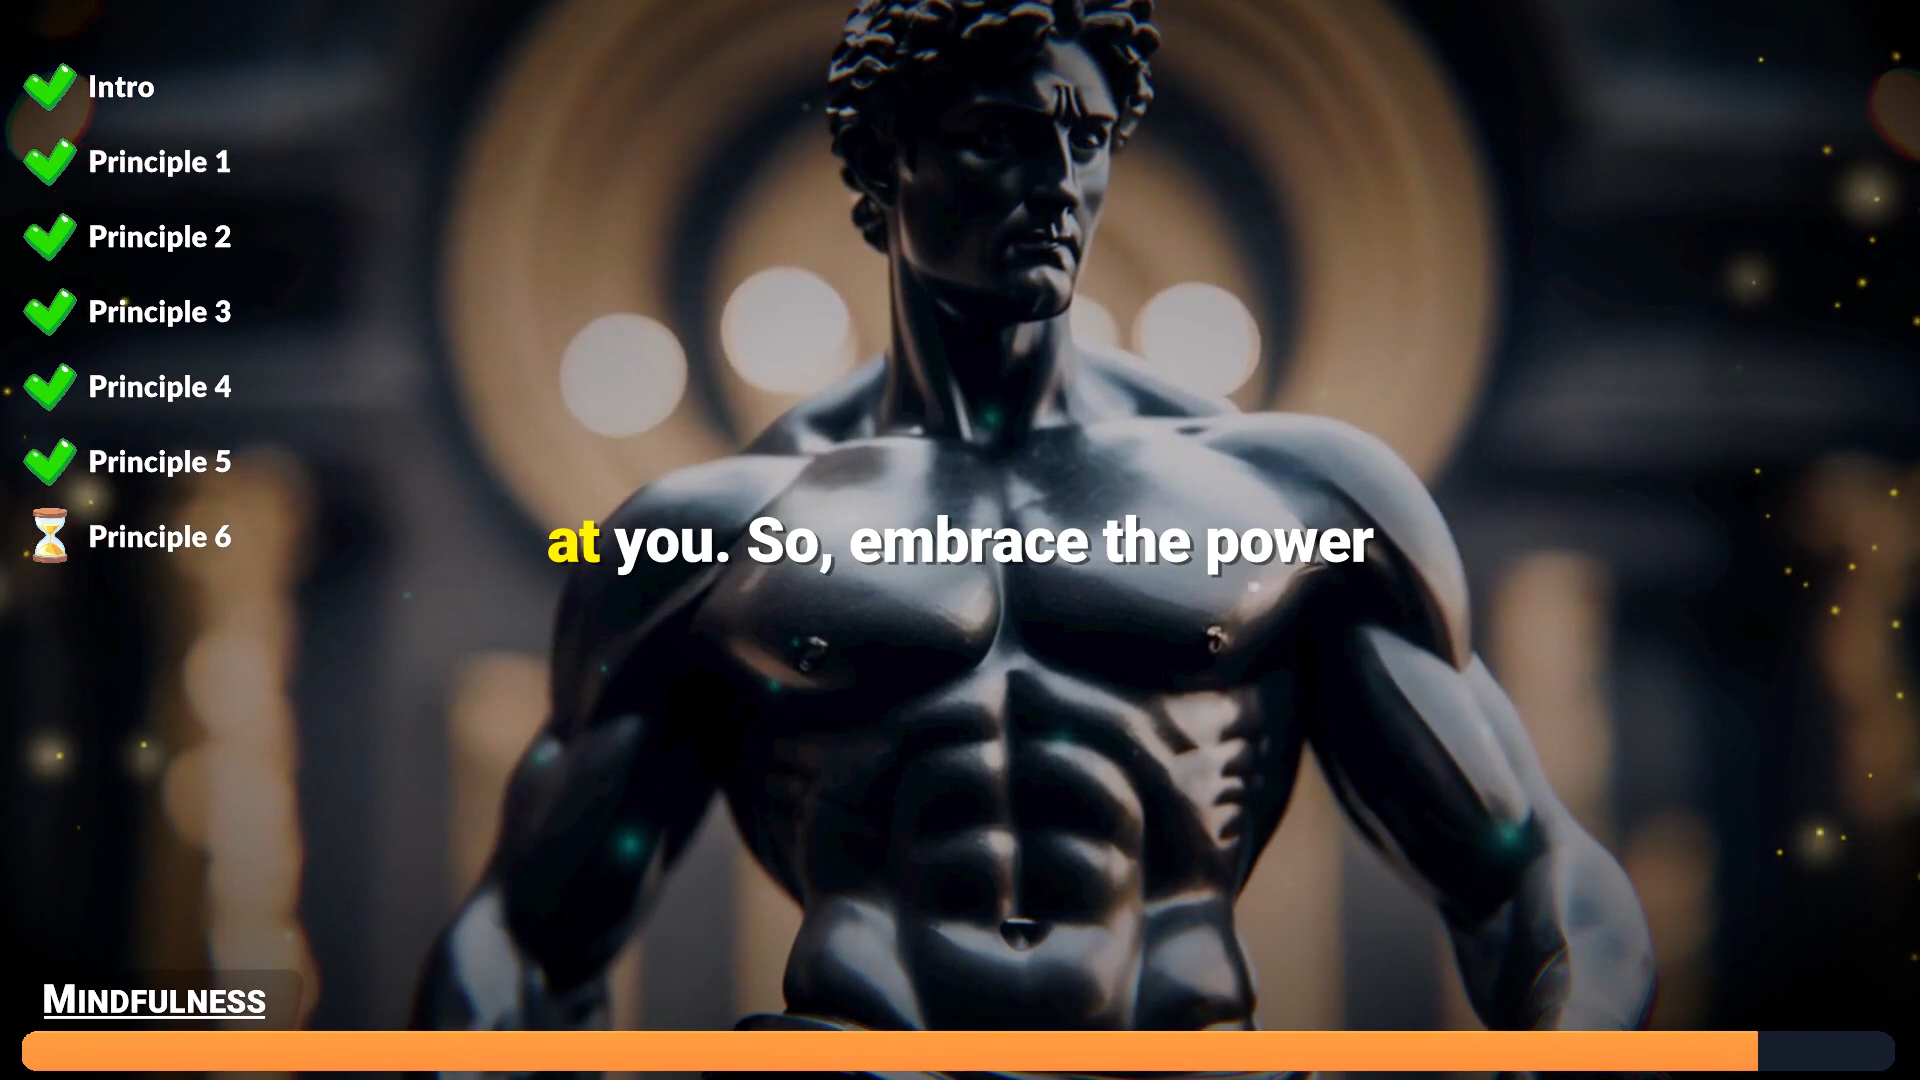 Intro
Principle 1
Principle 2
Principle 3
Principle 4
Principle 5
Principle 6
at you. So, embrace the power
MINDFULNESS